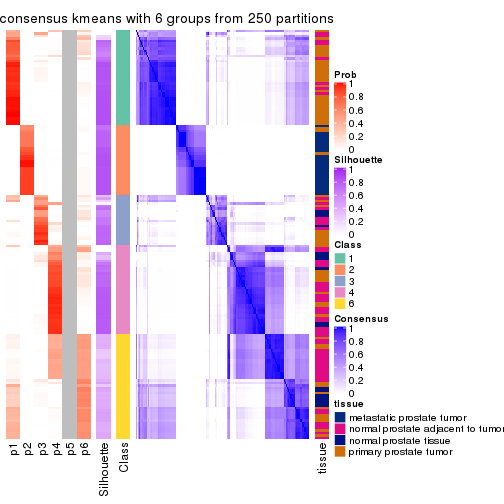 consensus kmeans with 6 groups from 250 partitions
Prob
1
0.8
0.6
0.4
0.2
0
Silhouette
1
0.8
0.6
0.4
0.2
0
Class
1
2
3
4
6
Consensus
1
0.8
0.6
0.4
0.2
0
tissue
metastatic prostate tumor
normal prostate adjacent to tumor
normal prostate tissue
primary prostate tumor
p1
p2
p3
p4
p5
p6
Silhouette
Class
tissue